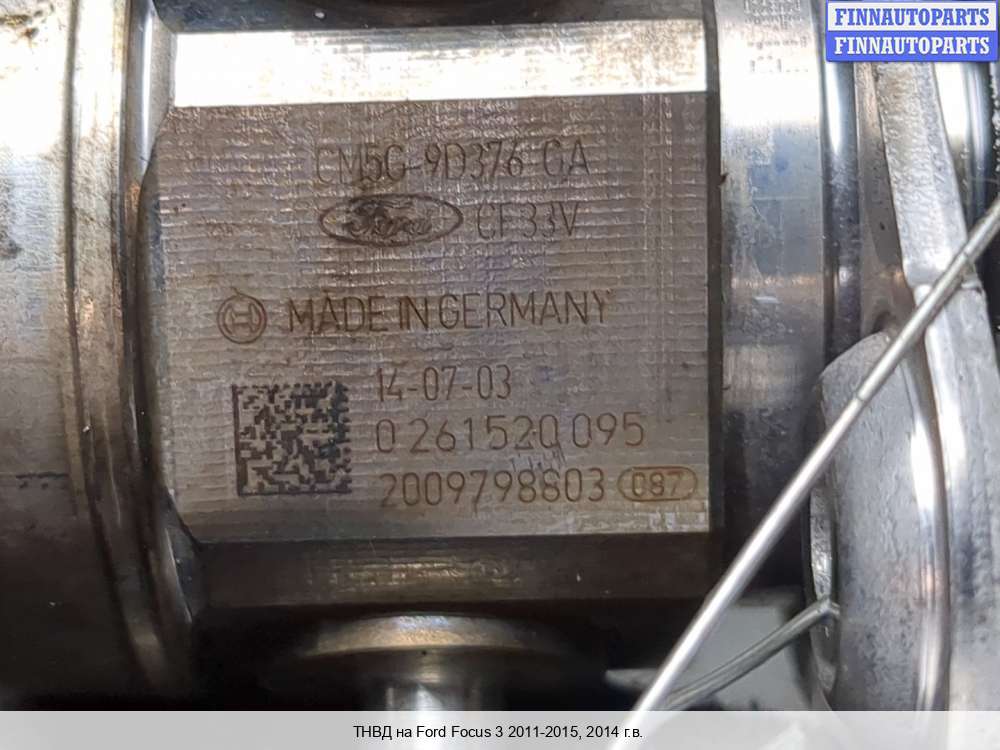 FINNAUTOPARTS
FINNAUTOPARTS
CM5G-9D376 GA
Ford CF33V
MADE IN GERMANY
14-07-03
0 261 520 095
2009798803 087
ТНВД на Ford Focus 3 2011-2015, 2014 г.в.